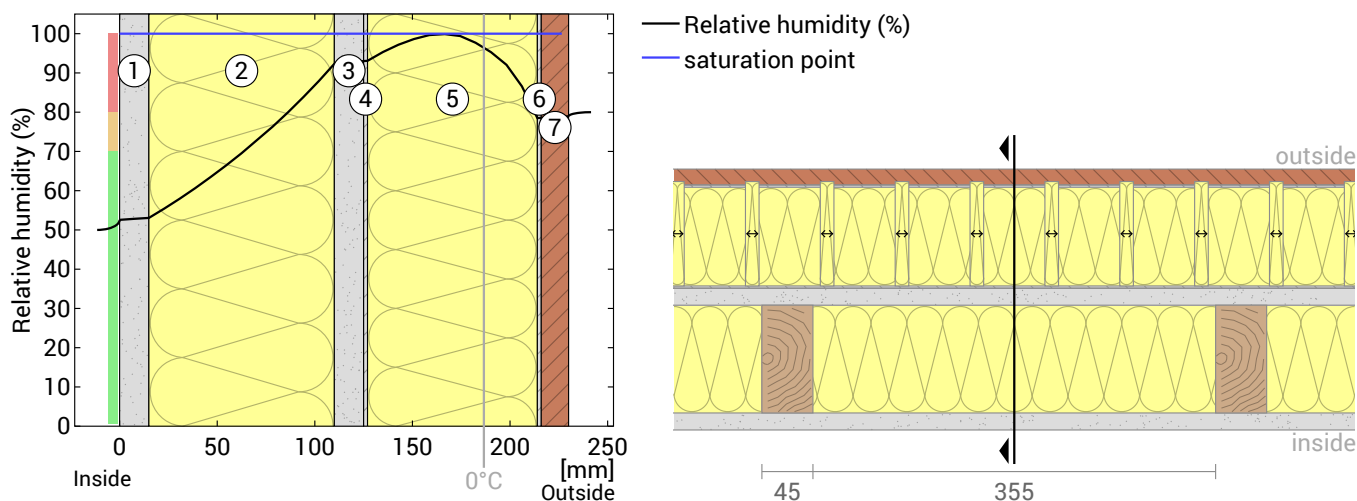 Relative humidity (%)
saturation point
Relative humidity (%)
100
90
80
70
60
50
40
30
20
10
0
1
2
3
4
5
6
7
0 50 100 150 200 250
[mm]
Inside
0°C
Outside
outside
inside
45 355